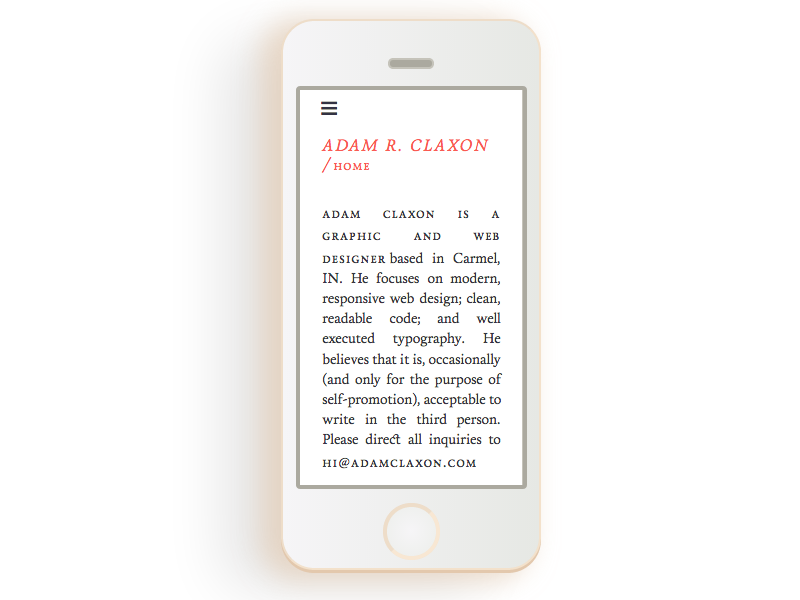 ADAM R. CLAXON
/HOME
ADAM CLAXON IS A
GRAPHIC AND WEB
DESIGNER based in Carmel,
IN. He focuses on modern,
responsive web design; clean,
readable code; and well
executed typography. He
believes that it is, occasionally
(and only for the purpose of
self-promotion), acceptable to
write in the third person.
Please direct all inquiries to
HI@ADAMCLAXON.COM